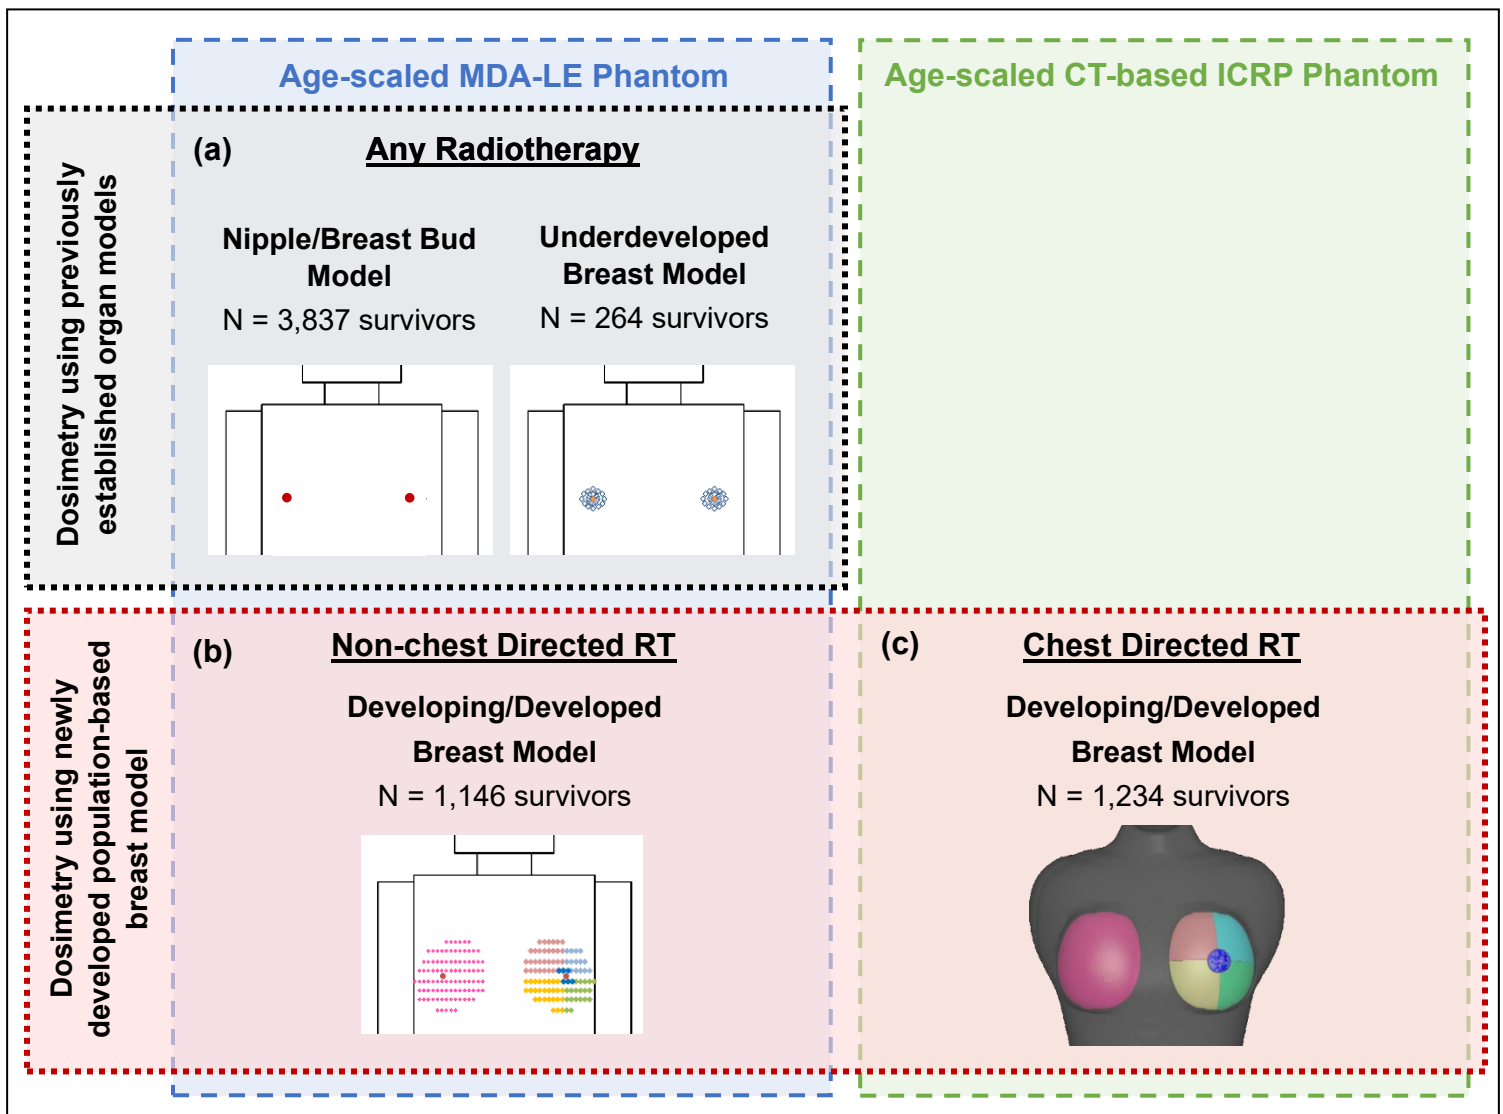 Age-scaled MDA-LE Phantom
Age-scaled CT-based ICRP Phantom
Dosimetry using previously
established organ models
(a)
Any Radiotherapy
Nipple/Breast Bud
Model
N = 3,837 survivors
Underdeveloped
Breast Model
N = 264 survivors
Dosimetry using newly
developed population-based
breast model
(b)
Non-chest Directed RT
Developing/Developed
Breast Model
N = 1,146 survivors
(c)
Chest Directed RT
Developing/Developed
Breast Model
N = 1,234 survivors